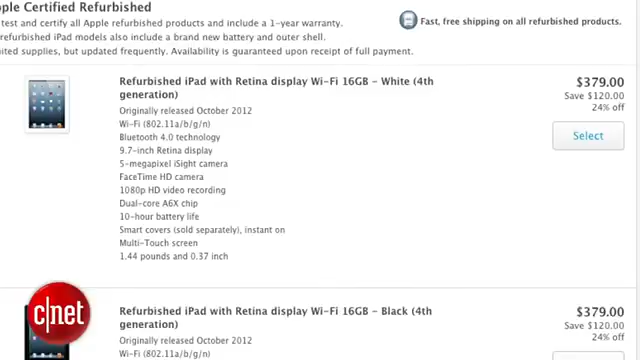 ple Certified Refurbished
test and certify all Apple refurbished products and include a 1-year warranty.
refurbished iPad models also include a brand new battery and outer shell.
ited supplies, but updated frequently. Availability is guaranteed upon receipt of full payment.
Fast, free shipping on all refurbished products.
Refurbished iPad with Retina display Wi-Fi 16GB - White (4th
generation)
Originally released October 2012
Wi-Fi (802.11a/b/g/n)
Bluetooth 4.0 technology
9.7-inch Retina display
5-megapixel iSight camera
FaceTime HD camera
1080p HD video recording
Dual-core A6X chip
10-hour battery life
Smart covers (sold separately), instant on
Multi-Touch screen
1.44 pounds and 0.37 inch
$379.00
Save $120.00
24% off
Select
c|net
Refurbished iPad with Retina display Wi-Fi 16GB - Black (4th
generation)
Originally released October 2012
Wi-Fi (802.11a/b/g/n)
$379.00
Save $120.00
24% off